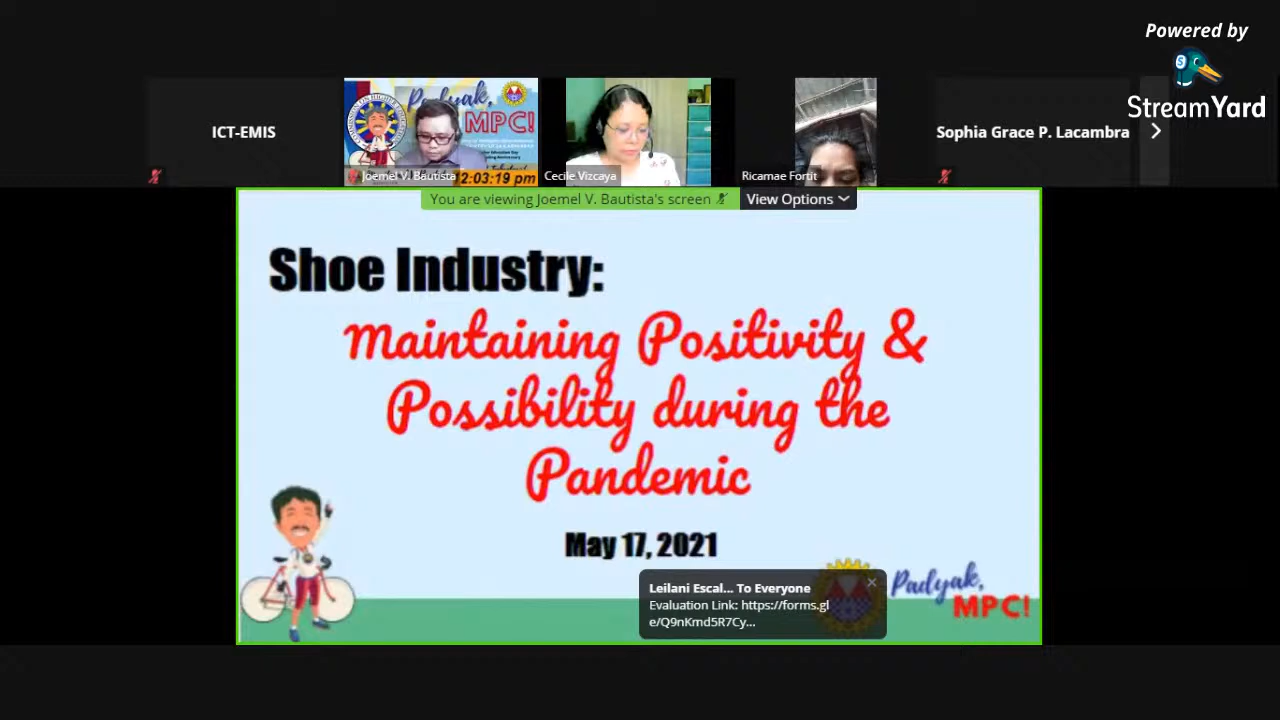 Powered by
StreamYard
ICT-EMIS
Padyak,
MPC!
2:03:19 pm
Joemel V. Bautista
Cecile Vizcaya
Ricamae Fortit
Sophia Grace P. Lacambra
You are viewing Joemel V. Bautista's screen
View Options
Shoe Industry:
Maintaining Positivity &
Possibility during the
Pandemic
May 17, 2021
Leilani Escal... To Everyone
Evaluation Link: https://forms.gl
e/Q9nKmd5R7Cy...
Padyak,
MPC!